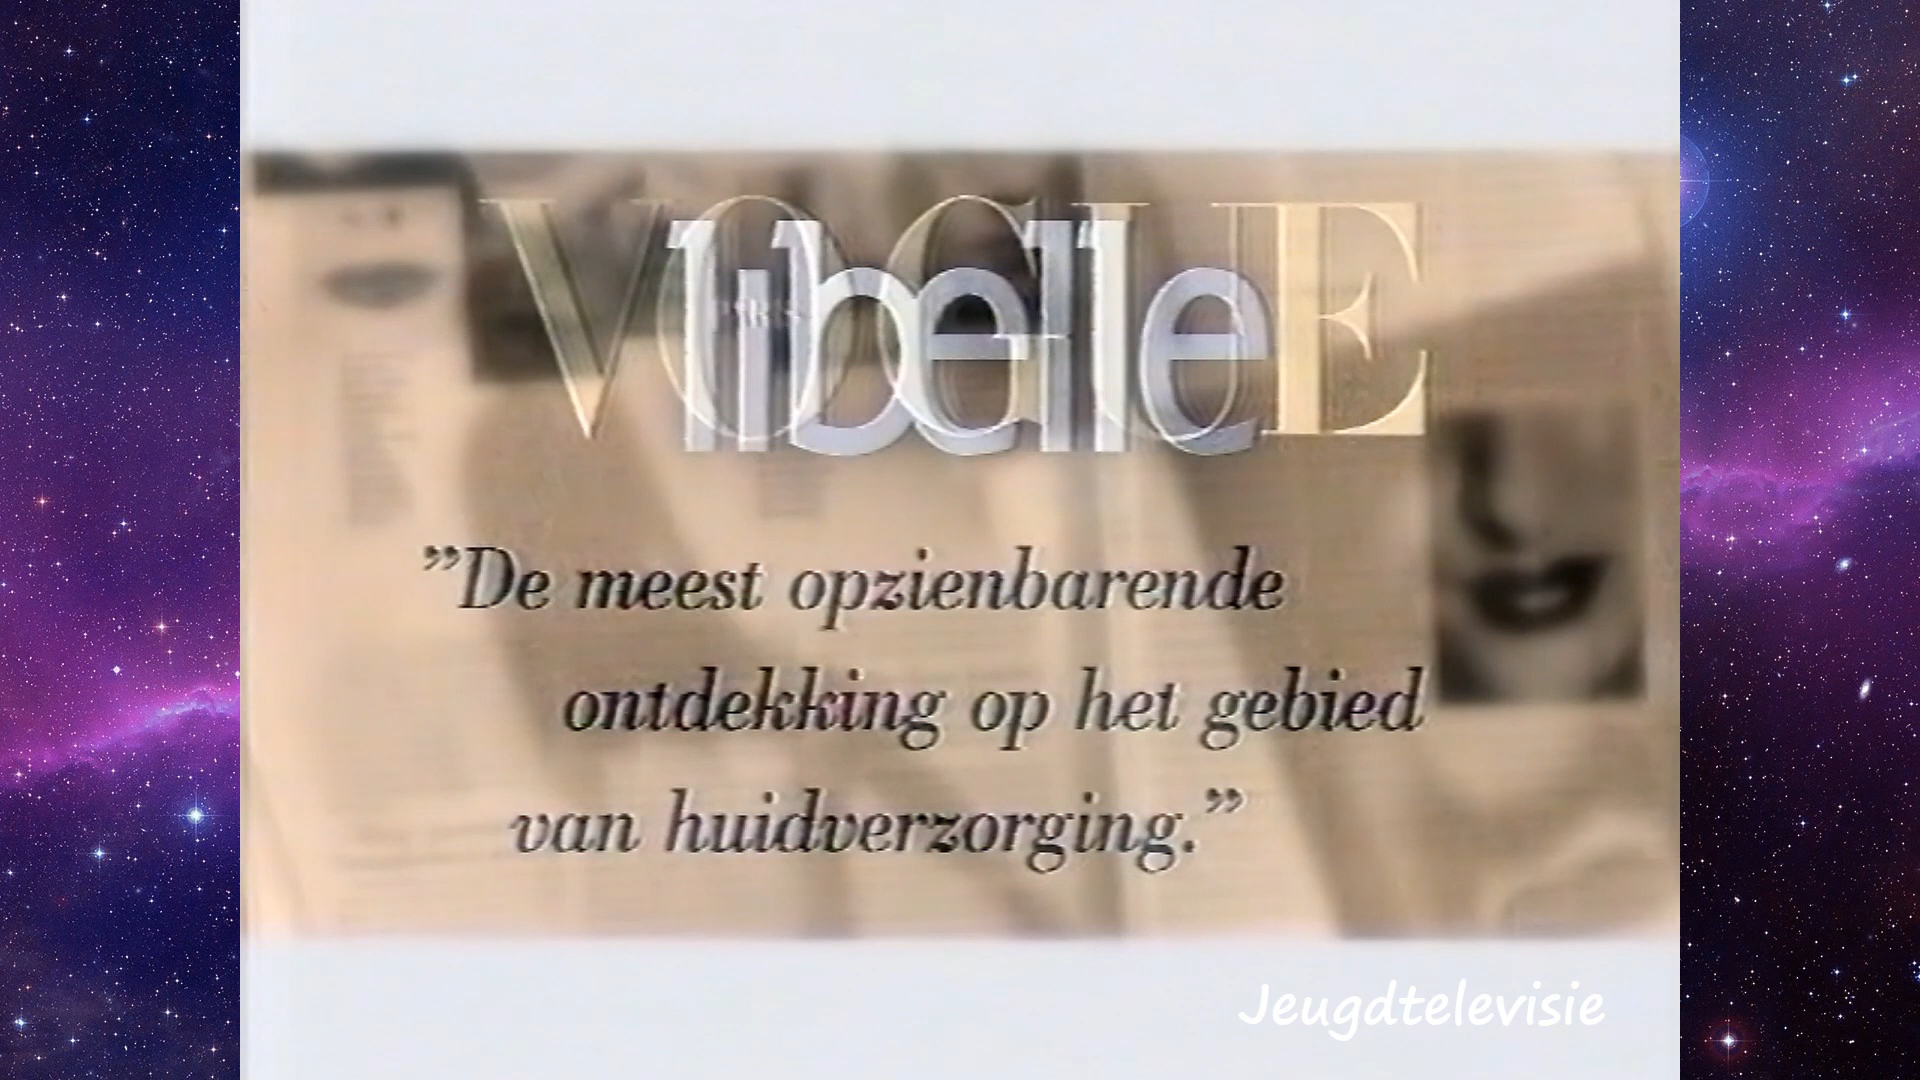 VOGUE
libelle
”De meest opzienbarende
ontdekking op het gebied
van huidverzorging.”
Jeugdtelevisie